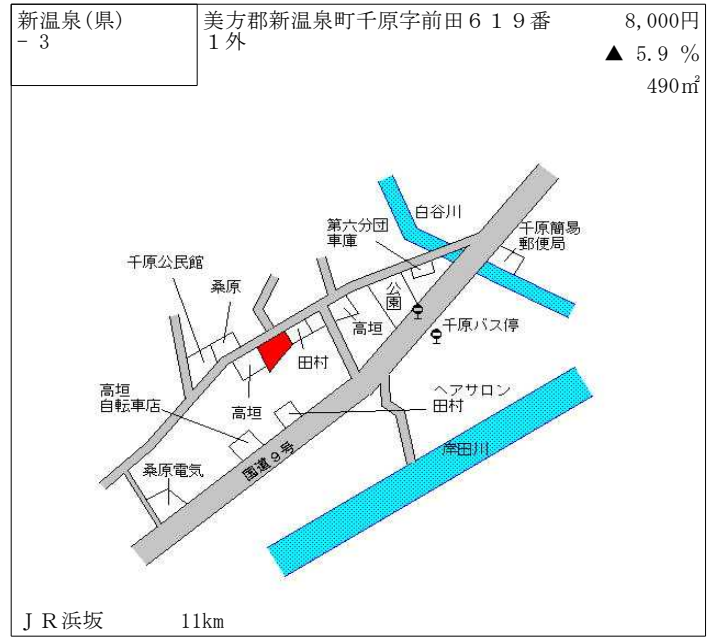 新温泉(県)
- 3
美方郡新温泉町千原字前田６１９番
１外
8,000円
▲ 5.9 %
490㎡
白谷川
第六分団
車庫
千原簡易
郵便局
千原公民館
桑原
公園
高垣
千原バス停
田村
高垣
自転車店
高垣
ヘアサロン
田村
岸田川
桑原電気
国道９号
ＪＲ浜坂
11km